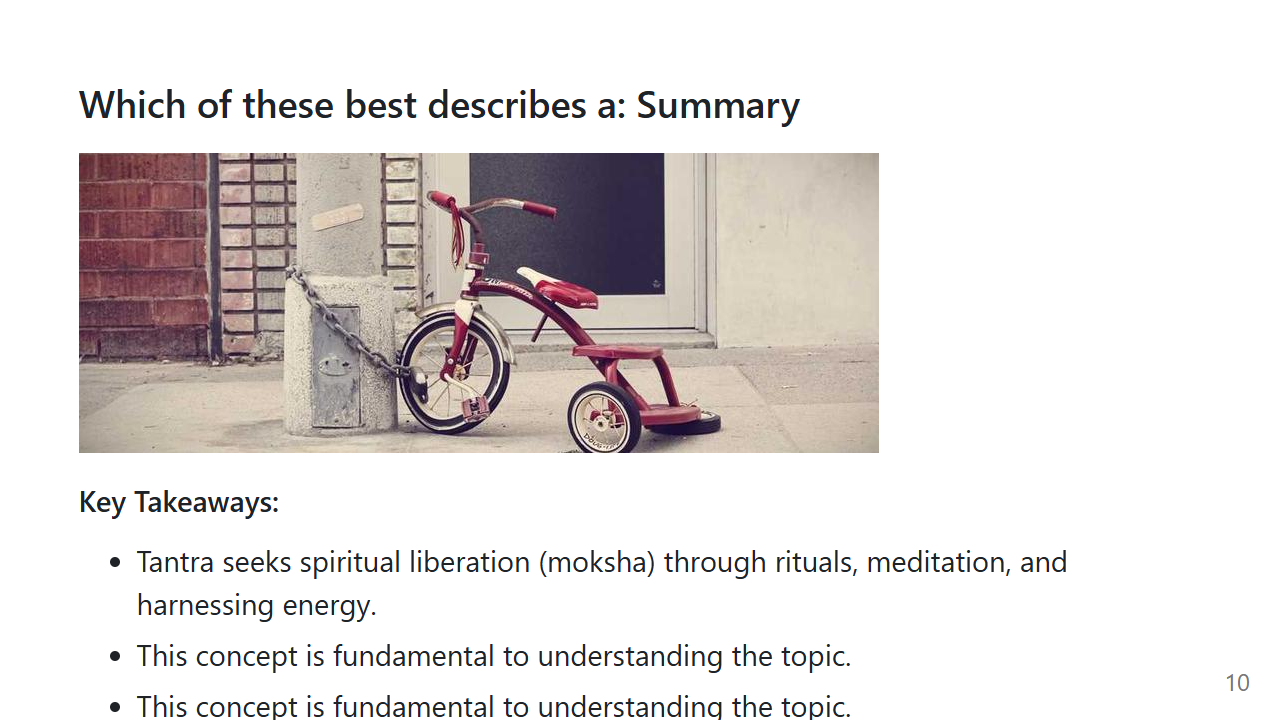 Which of these best describes a: Summary
Key Takeaways:
• Tantra seeks spiritual liberation (moksha) through rituals, meditation, and
harnessing energy.
• This concept is fundamental to understanding the topic.
• This concept is fundamental to understanding the topic.
10